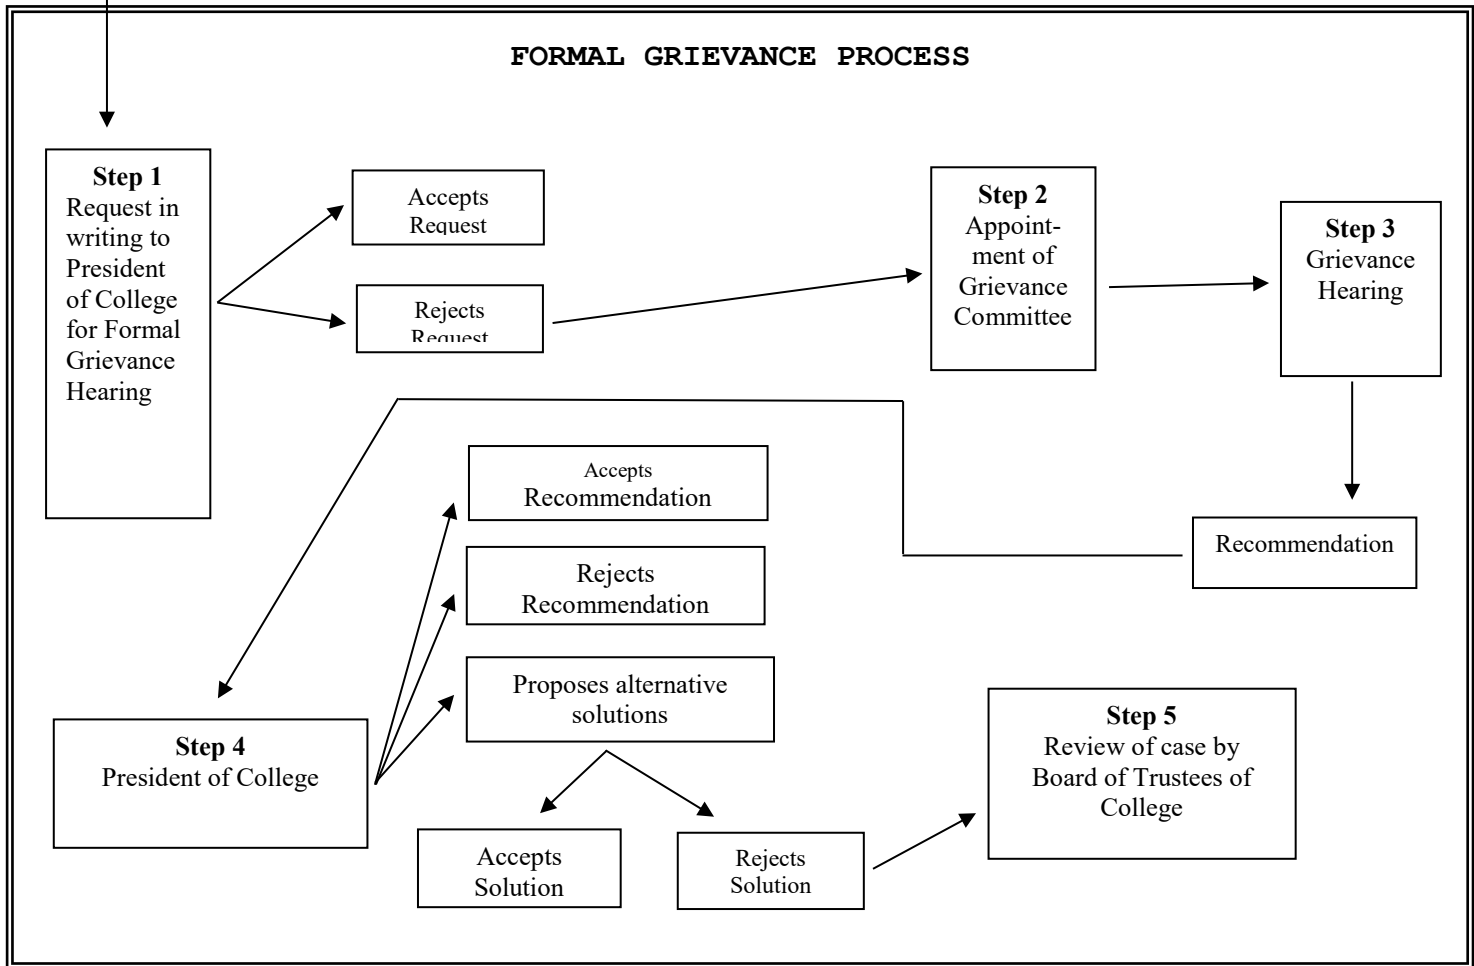 FORMAL GRIEVANCE PROCESS
Step 1
Request in
writing to
President
of College
for Formal
Grievance
Hearing
Accepts
Request
Rejects
Request
Step 2
Appoint-
ment of
Grievance
Committee
Step 3
Grievance
Hearing
Recommendation
Accepts
Recommendation
Rejects
Recommendation
Proposes alternative
solutions
Step 4
President of College
Accepts
Solution
Rejects
Solution
Step 5
Review of case by
Board of Trustees of
College